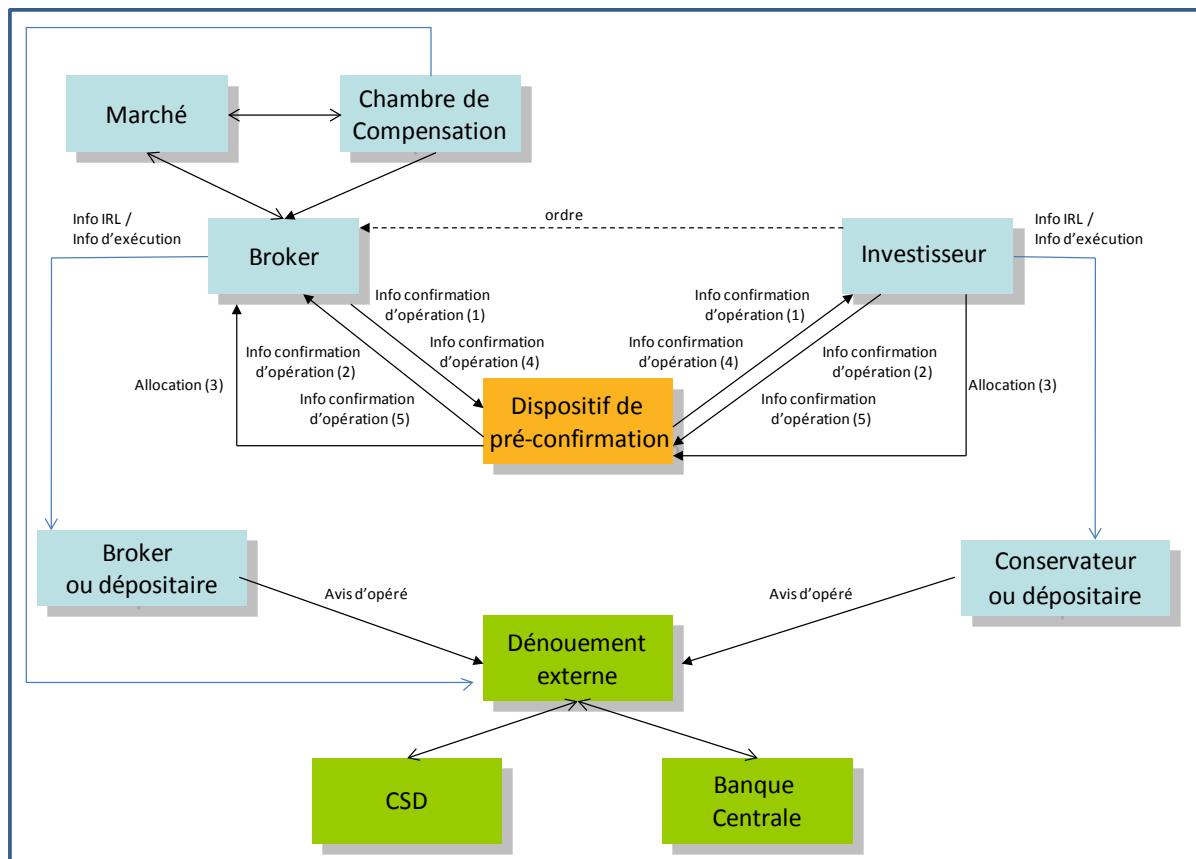 Marché
Chambre de
Compensation
Info IRL /
Info d'exécution
ordre
Info IRL /
Info d'exécution
Broker
Investisseur
Info confirmation
d'opération (1)
Info confirmation
d'opération (1)
Info confirmation
d'opération (4)
Info confirmation
d'opération (4)
Info confirmation
d'opération (2)
Info confirmation
d'opération (2)
Allocation (3)
Allocation (3)
Info confirmation
d'opération (5)
Info confirmation
d'opération (5)
Dispositif de
pré-confirmation
Broker
ou dépositaire
Conservateur
ou dépositaire
Avis d'opéré
Avis d'opéré
Dénouement
externe
CSD
Banque
Centrale